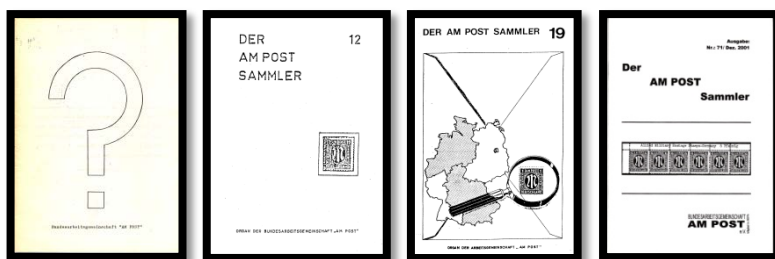 Bundesarbeitsgemeinschaft "AM POST"
DER 12
AM POST
SAMMLER
ORGAN DER BUNDESARBEITSGEMEINSCHAFT „AM POST"
DER AM POST SAMMLER 19
ORGAN DER ARBEITSGEMEINSCHAFT „AM POST"
Ausgabe:
Nr.: 71/ Dez. 2001
Der
AM POST
Sammler
BUNDESARBEITSGEMEINSCHAFT
AM POST